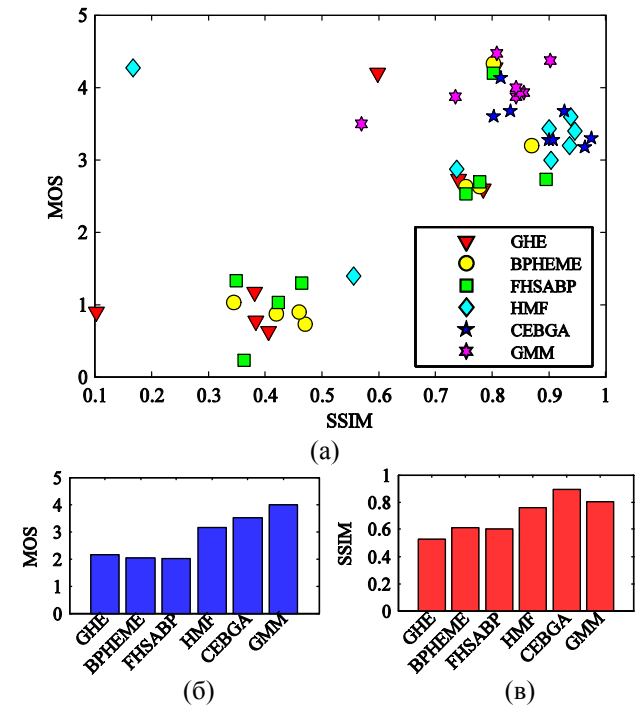 5
4
3
2
1
0
MOS
0.1 0.2 0.3 0.4 0.5 0.6 0.7 0.8 0.9 1
SSIM
GHE
BPHEME
FHSABP
HMF
CEBGA
GMM
(а)
5
4
3
2
1
0
MOS
GHE
BPHEME
FHSABP
HMF
CEBGA
GMM
(б)
1
0.8
0.6
0.4
0.2
0
SSIM
GHE
BPHEME
FHSABP
HMF
CEBGA
GMM
(в)